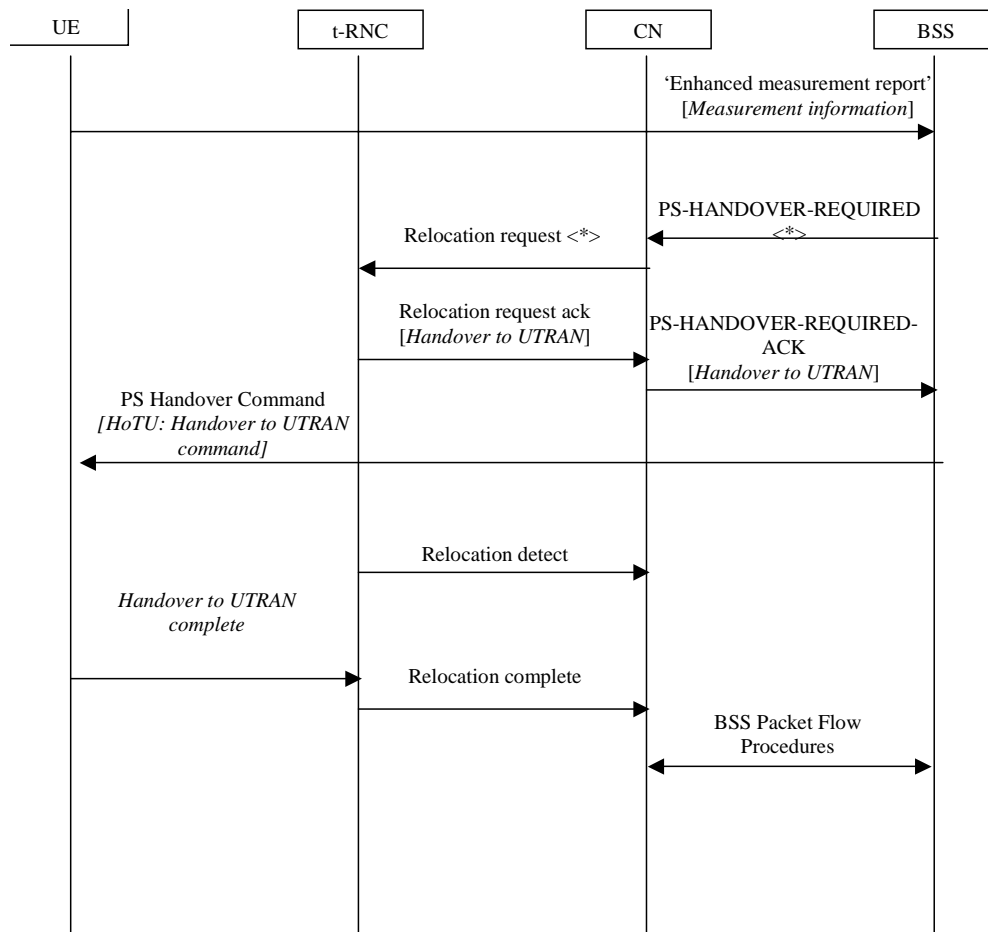 UE
t-RNC
CN
BSS
‘Enhanced measurement report’
[Measurement information]
PS-HANDOVER-REQUIRED
<*>
Relocation request <*>
Relocation request ack
[Handover to UTRAN]
PS-HANDOVER-REQUIRED-
ACK
[Handover to UTRAN]
PS Handover Command
[HoTU: Handover to UTRAN
command]
Relocation detect
Handover to UTRAN
complete
Relocation complete
BSS Packet Flow
Procedures